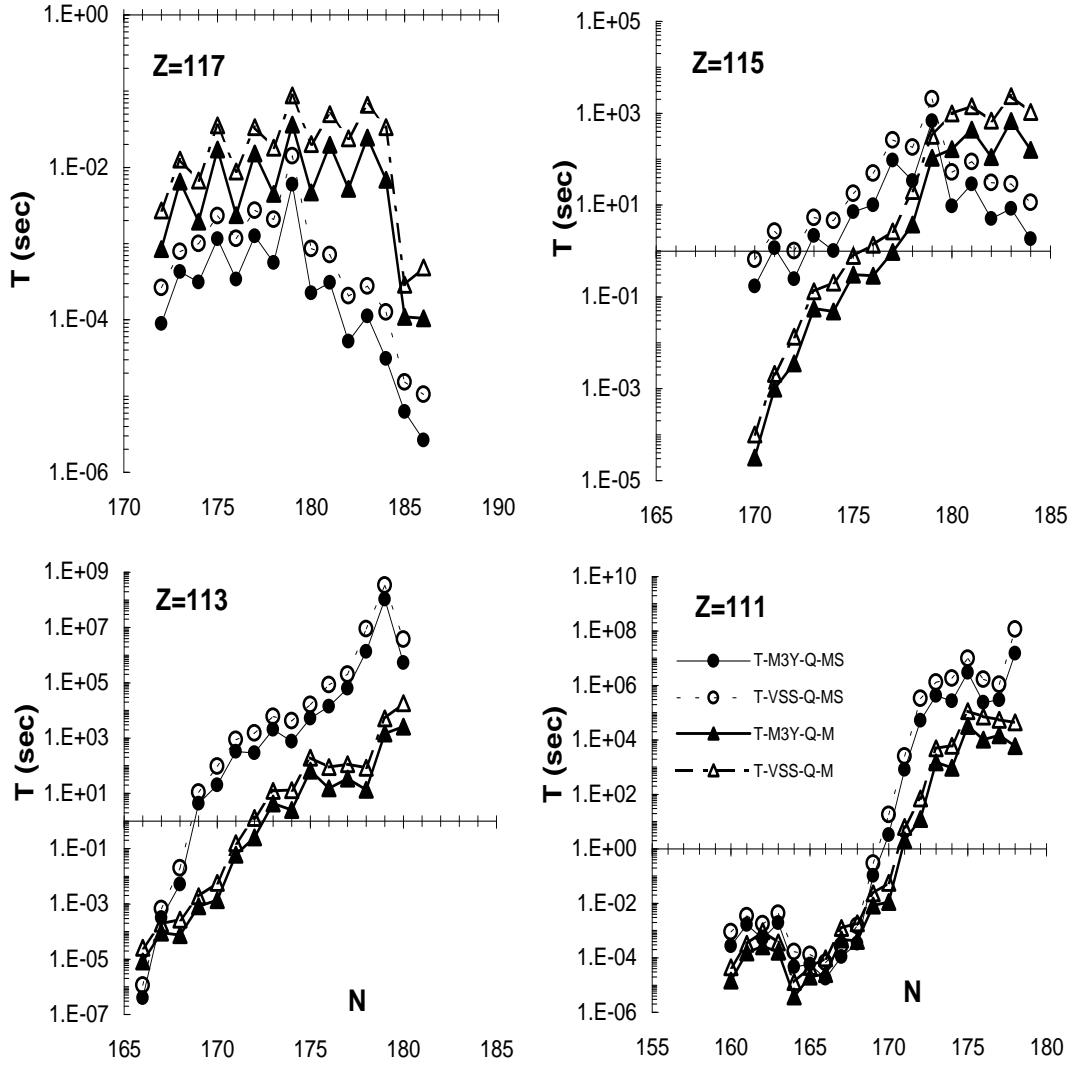 Z=117
T (sec)
1.E+00
1.E-02
1.E-04
1.E-06
170 175 180 185 190
Z=115
T (sec)
1.E+05
1.E+03
1.E+01
1.E-01
1.E-03
1.E-05
165 170 175 180 185
Z=113
T (sec)
1.E+09
1.E+07
1.E+05
1.E+03
1.E+01
1.E-01
1.E-03
1.E-05
1.E-07
N
165 170 175 180 185
Z=111
T (sec)
1.E+10
1.E+08
1.E+06
1.E+04
1.E+02
1.E+00
1.E-02
1.E-04
1.E-06
T-M3Y-Q-MS
T-VSS-Q-MS
T-M3Y-Q-M
T-VSS-Q-M
N
155 160 165 170 175 180